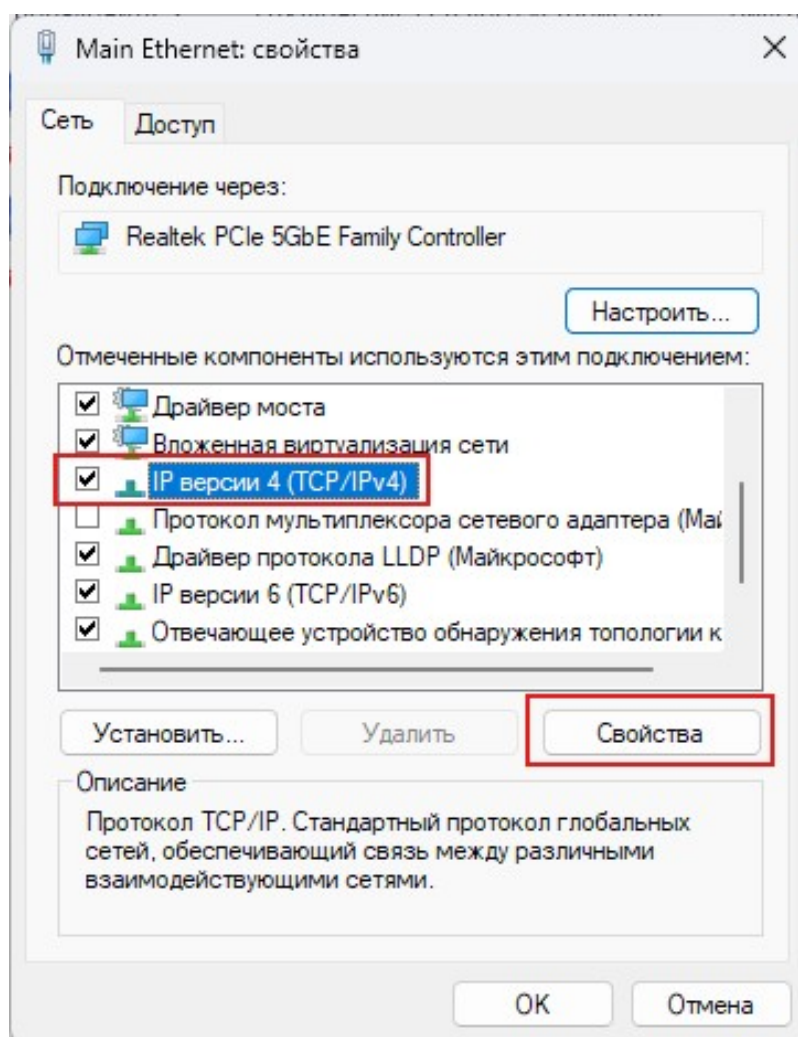 Main Ethernet: свойства
Сеть
Доступ
Подключение через:
Realtek PCIe 5GbE Family Controller
Настроить...
Отмеченные компоненты используются этим подключением:
Драйвер моста
Вложенная виртуализация сети
IP версии 4 (TCP/IPv4)
Протокол мультиплексора сетевого адаптера (Май
Драйвер протокола LLDP (Майкрософт)
IP версии 6 (TCP/IPv6)
Отвечающее устройство обнаружения топологии к
Установить...
Удалить
Свойства
Описание
Протокол TCP/IP. Стандартный протокол глобальных
сетей, обеспечивающий связь между различными
взаимодействующими сетями.
OK
Отмена